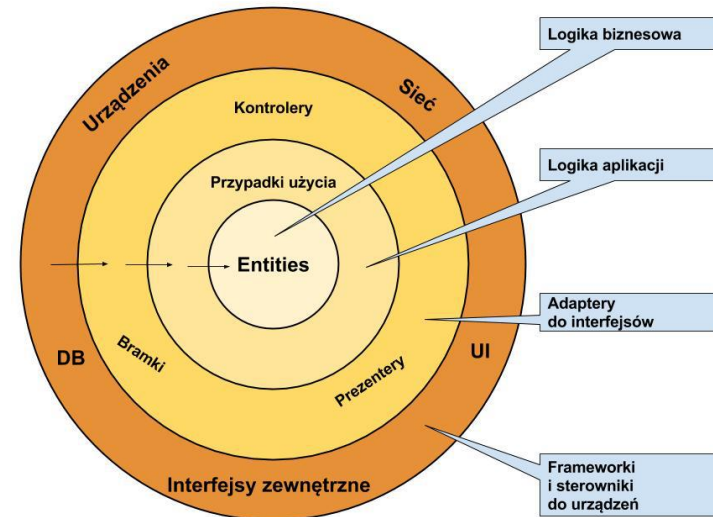 Logika biznesowa
Urządzenia
Sieć
Kontrolery
Logika aplikacji
Przypadki użycia
Entities
Adaptery
do interfejsów
DB
Bramki
Prezentery
UI
Interfejsy zewnętrzne
Frameworki
i sterowniki
do urządzeń